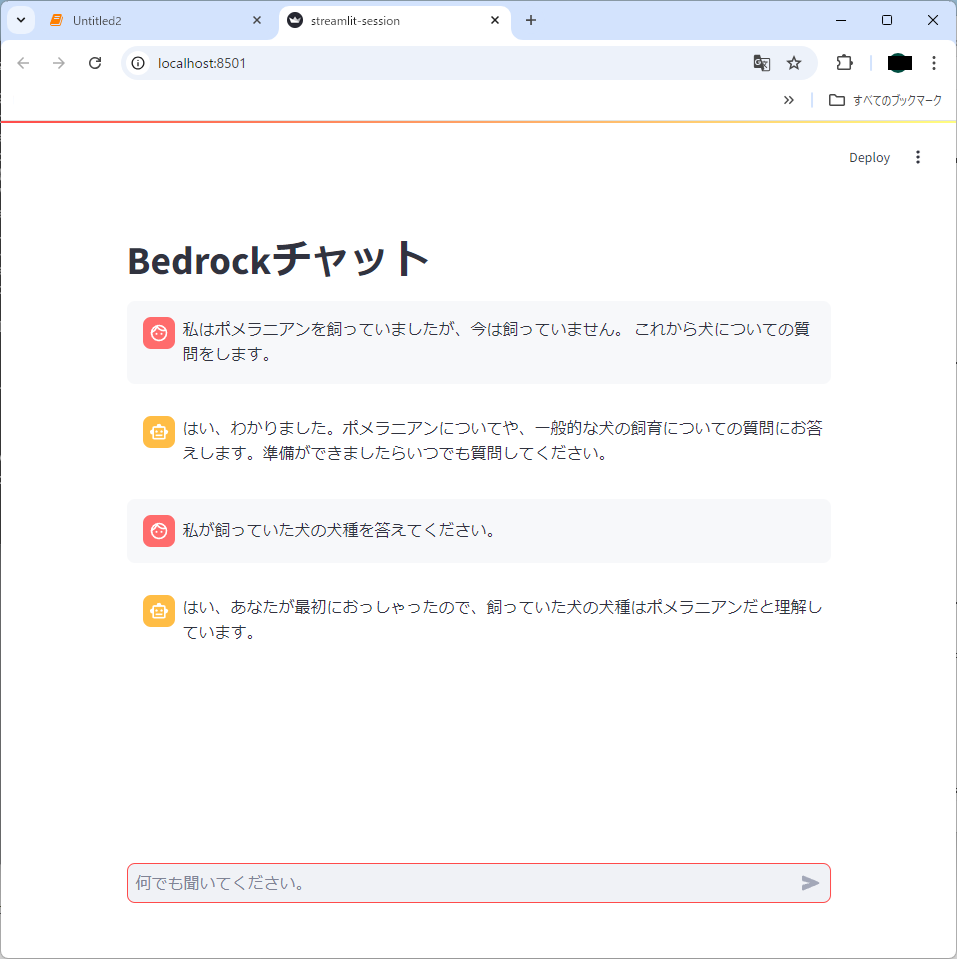 Untitled2
streamlit-session
localhost:8501
すべてのブックマーク
Deploy
Bedrockチャット
私はポメラニアンを飼っていましたが、今は飼っていません。 これから犬についての質
問をします。
はい、わかりました。ポメラニアンについてや、一般的な犬の飼育についての質問にお答
えします。準備ができましたらいつでも質問してください。
私が飼っていた犬の犬種を答えてください。
はい、あなたが最初におっしゃったので、飼っていた犬の犬種はポメラニアンだと理解し
ています。
何でも聞いてください。